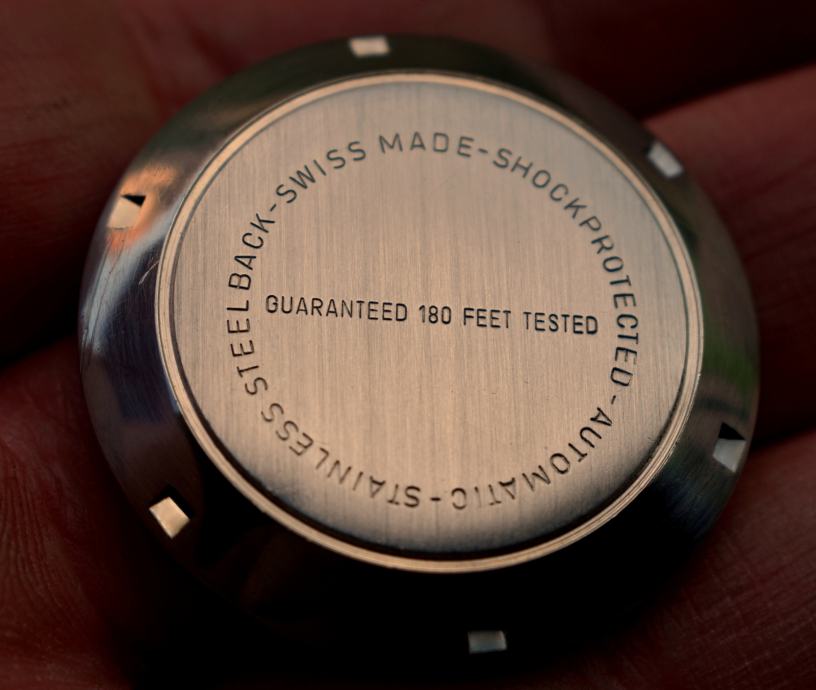 STAINLESS STEEL BACK-SWISS MADE-SHOCKPROTECTED-AUTOMATIC-
GUARANTEED 180 FEET TESTED